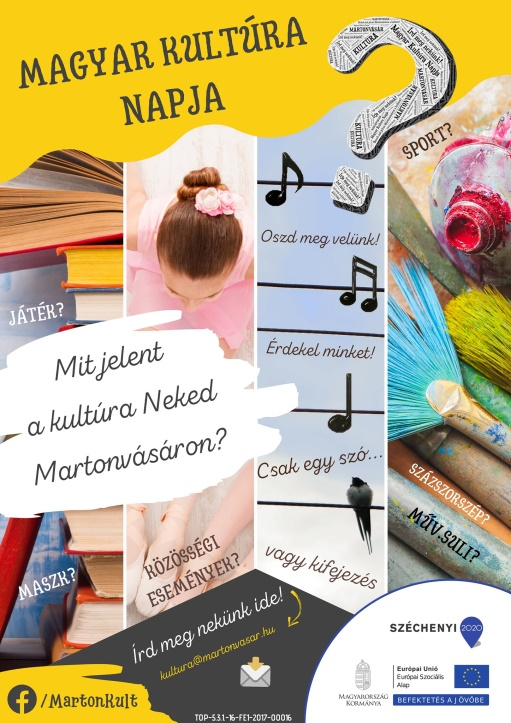 MAGYAR KULTÚRA
NAPJA
SPORT?
Oszd meg velünk!
JÁTÉK?
Érdekel minket!
Mit jelent
a kultúra Neked
Martonvásáron?
Csak egy szó...
SZÁZSZORSZÉP?
MŰV.SULI?
vagy kifejezés
KÖZÖSSÉGI
ESEMÉNYEK?
MASZK?
Írd meg nekünk ide!
kultura@martonvasar.hu
SZÉCHENYI 2020
MAGYARORSZÁG
KORMÁNYA
Európai Unió
Európai Szociális
Alap
BEFEKTETÉS A JÖVŐBE
/MartonKult
TOP-5.3.1-16-FE1-2017-00016